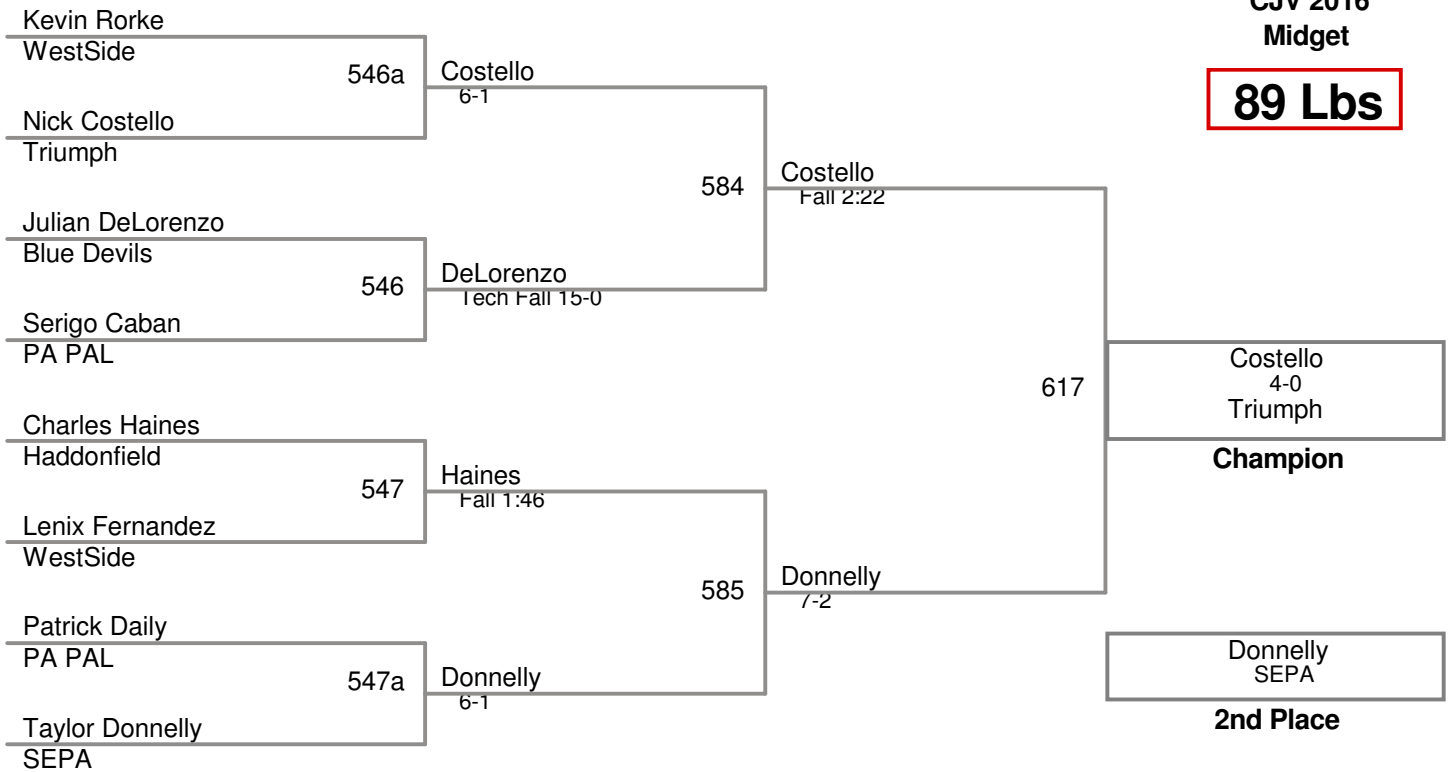 CJV 2016
Midget
89 Lbs
Kevin Rorke
WestSide
546a
Nick Costello
Triumph
Costello
6-1
Julian DeLorenzo
Blue Devils
546
Serigo Caban
PA PAL
DeLorenzo
Tech Fall 15-0
584
Costello
Fall 2:22
Charles Haines
Haddonfield
547
Lenix Fernandez
WestSide
Haines
Fall 1:46
Patrick Daily
PA PAL
547a
Taylor Donnelly
SEPA
Donnelly
6-1
585
Donnelly
7-2
617
Costello
4-0
Triumph
Champion
Donnelly
SEPA
2nd Place